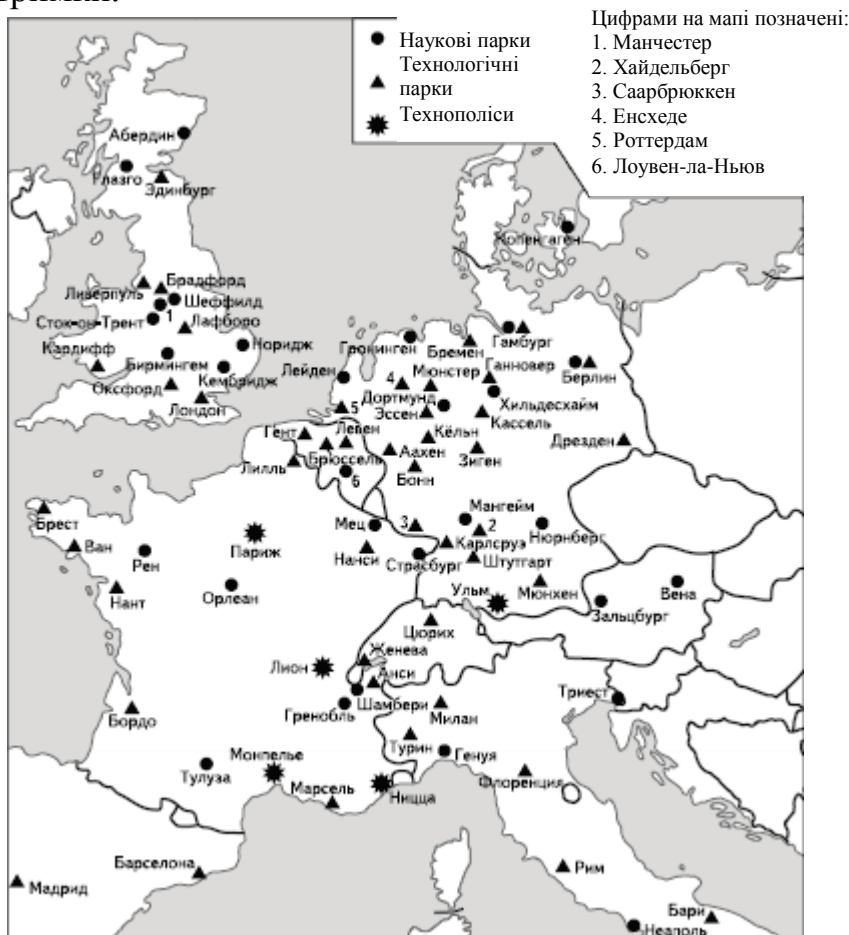 Цифрами на мапі позначені:
1. Манчестер
2. Хайдельберг
3. Саарбрюккен
4. Енсхеде
5. Роттердам
6. Лоувен-ла-Ньюв
Наукові парки
Технологічні
парки
Технополіси
Абердин
Глазго
Эдинбург
Копенгаген
Брадфорд
Ливерпуль
Шеффилд
1
Сток-он-Трент
Лафборо
Кардифф
Норидж
Бирмингем
Кембридж
Оксфорд
Лондон
Гронинген
Бремен
Гамбург
Лейден
4
Мюнстер
Ганновер
Берлин
Дортмунд
Хильдесхайм
5
Эссен
Кассель
Гент
Левен
Кёльн
Дрезден
Лилль
Брюссель
Аахен
Зиген
6
Бонн
Брест
Мангейм
Ван
Париж
Мец
3
2
Нюрнберг
Рен
Нанси
Карлсруэ
Страсбург
Штутгарт
Нант
Орлеан
Ульм
Мюнхен
Вена
Зальцбург
Цюрих
Женева
Лион
Анси
Шамбери
Триест
Гренобль
Милан
Бордо
Турин
Генуя
Монпелье
Тулуза
Марсель
Ницца
Флоренция
Барселона
Рим
Мадрид
Бари
Неаполь